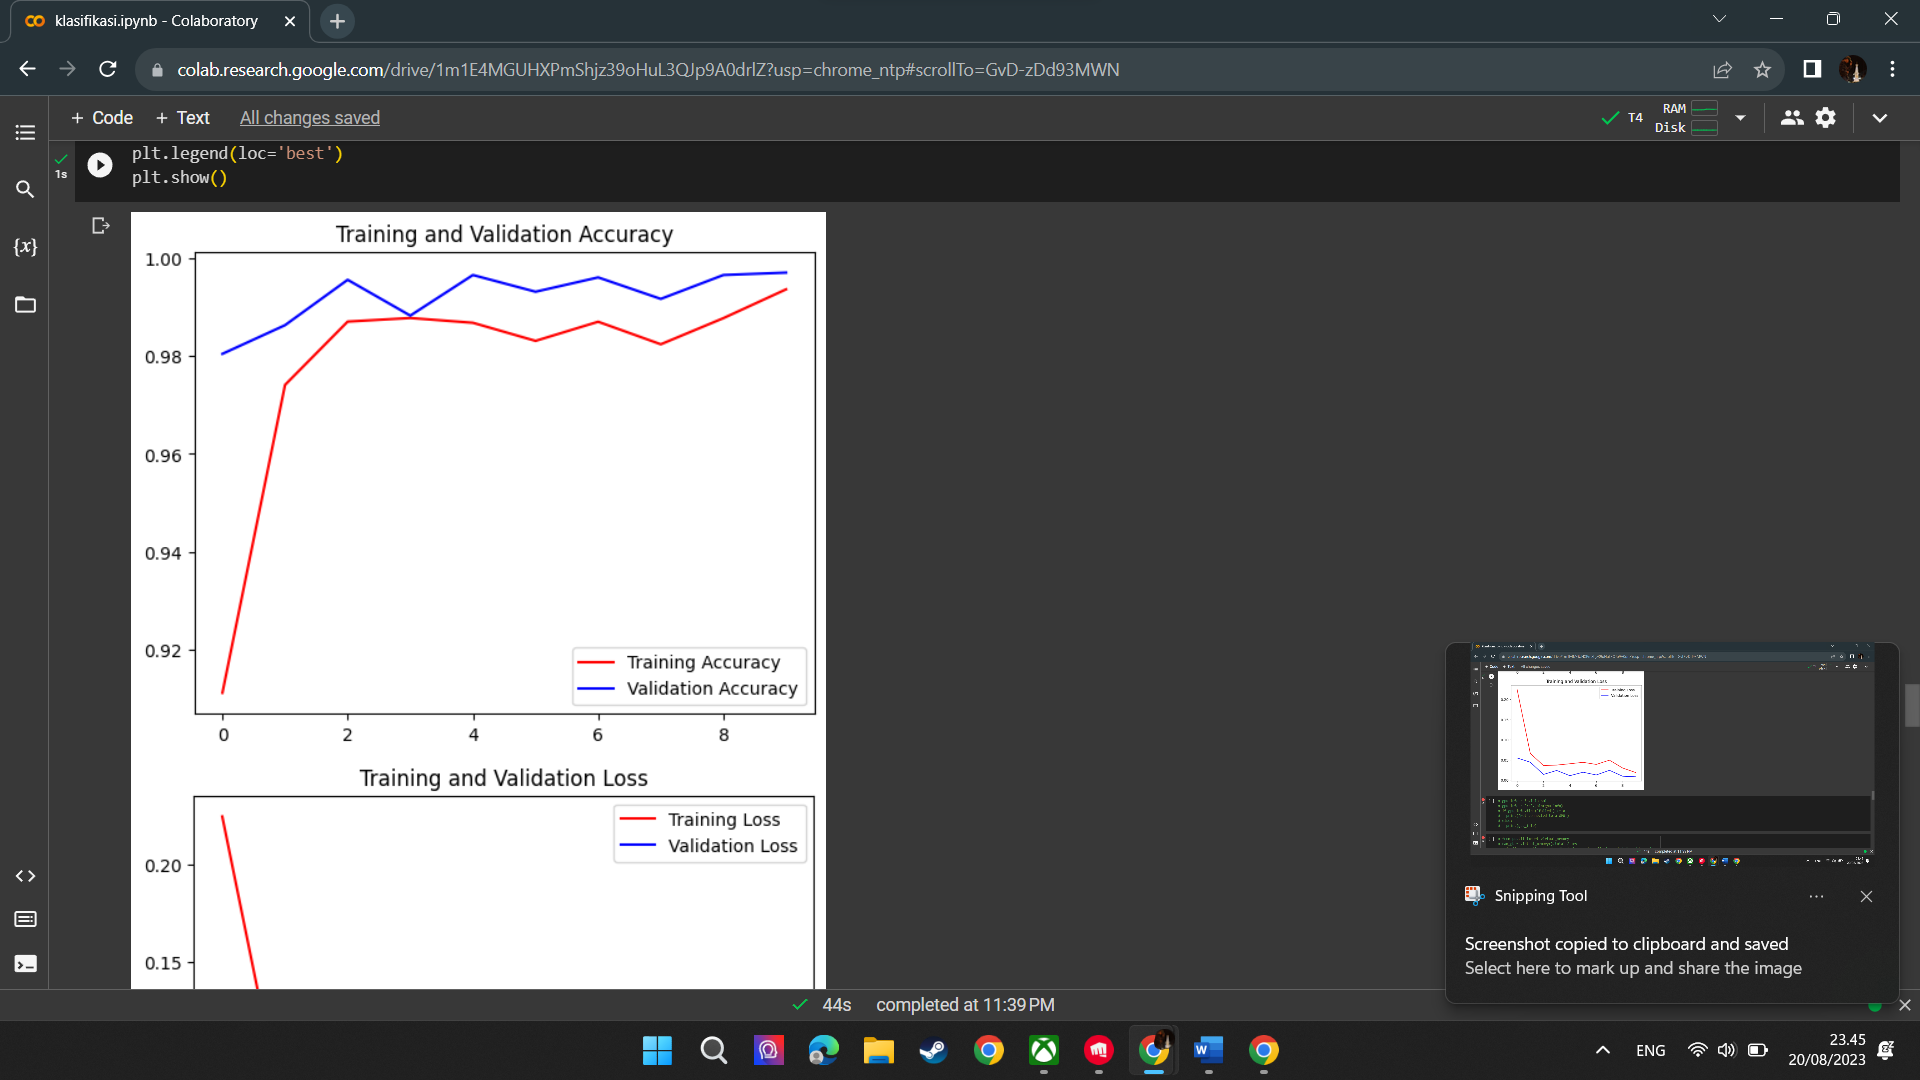 klasifikasi.ipynb - Colaboratory
colab.research.google.com/drive/1m1E4MGUHXPmShjz39oHuL3QJp9A0drlZ?usp=chrome_ntp#scrollTo=GvD-zDd93MWN
+ Code + Text All changes saved
T4 RAM Disk
1s
plt.legend(loc='best')
plt.show()
{x}
Training and Validation Accuracy
1.00
0.98
0.96
0.94
0.92
Training Accuracy
Validation Accuracy
0 2 4 6 8
Training and Validation Loss
Training Loss
Validation Loss
0.20
0.15
Training and Validation Loss
Snipping Tool
Screenshot copied to clipboard and saved
Select here to mark up and share the image
44s completed at 11:39 PM
ENG
23.45
20/08/2023